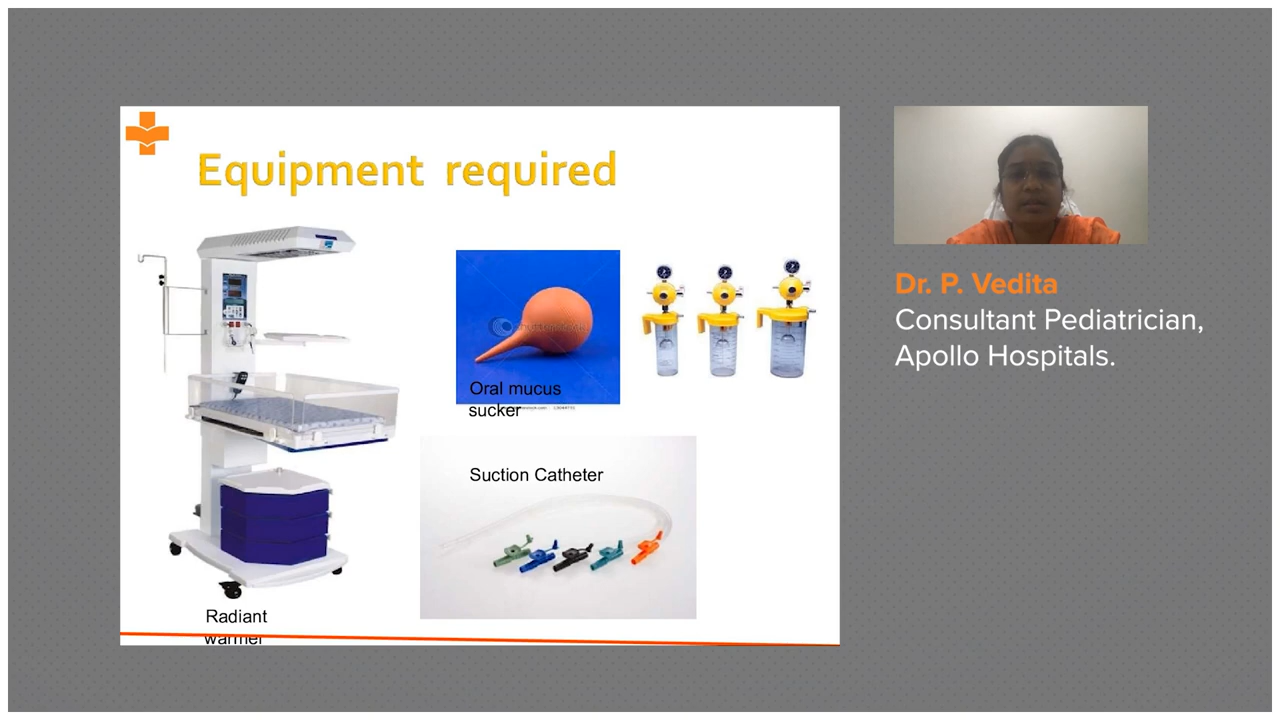 Equipment required
Oral mucus
sucker
Suction Catheter
Radiant
warmer
Dr. P. Vedita
Consultant Pediatrician,
Apollo Hospitals.